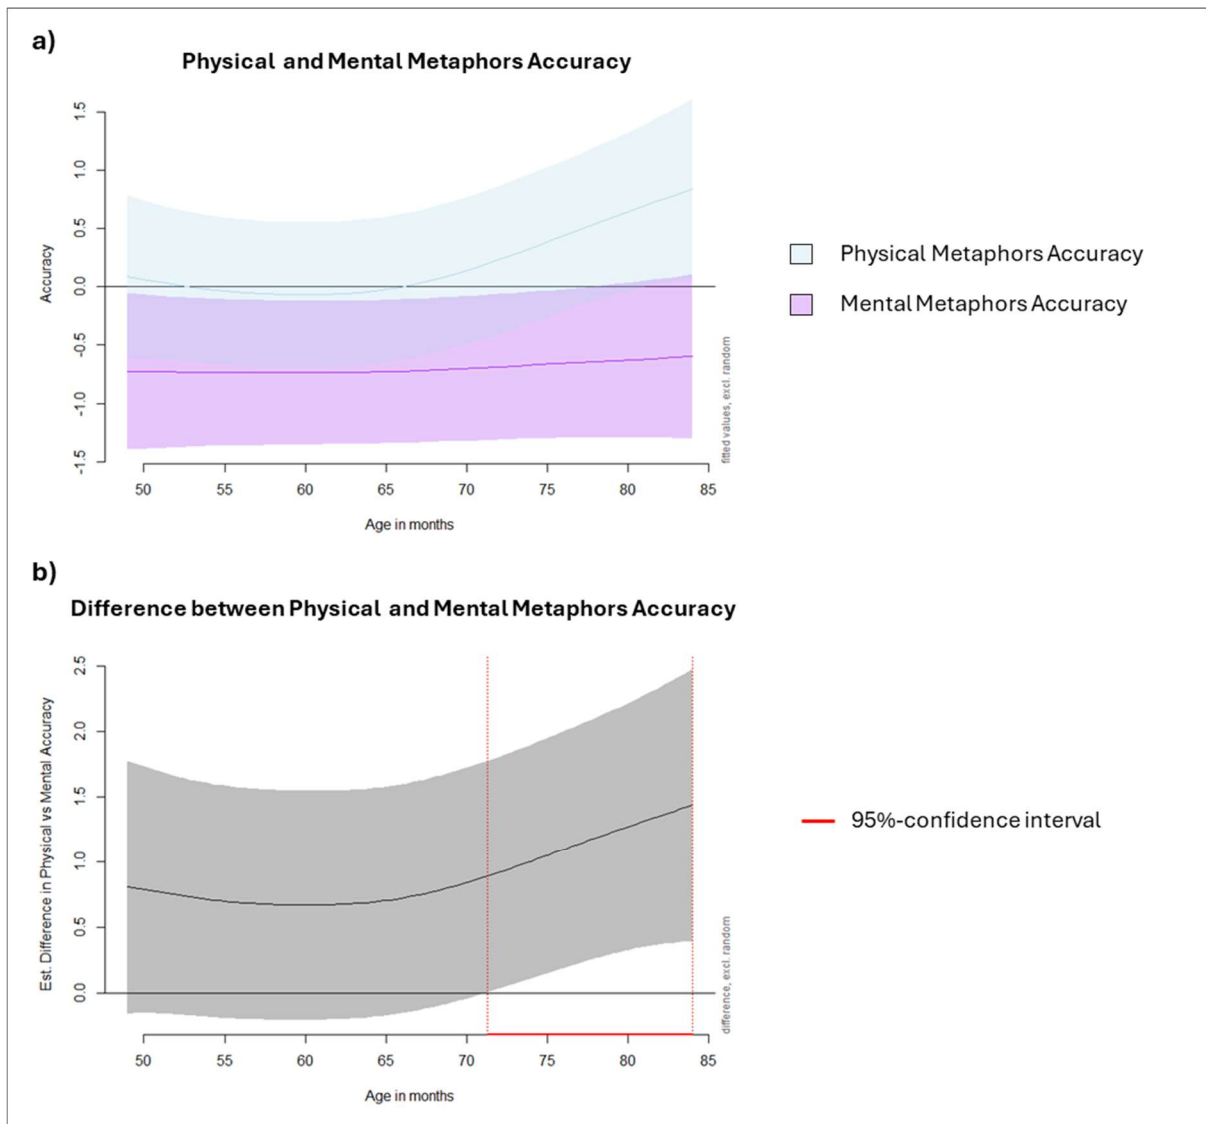 a)
Physical and Mental Metaphors Accuracy
1.5
1.0
0.5
0.0
-0.5
-1.0
-1.5
Accuracy
50 55 60 65 70 75 80 85
Age in months
fitted values, excl. random
Physical Metaphors Accuracy
Mental Metaphors Accuracy
b)
Difference between Physical and Mental Metaphors Accuracy
2.5
2.0
1.5
1.0
0.5
0.0
Est. Difference in Physical vs Mental Accuracy
50 55 60 65 70 75 80 85
Age in months
difference, excl. random
95%-confidence interval